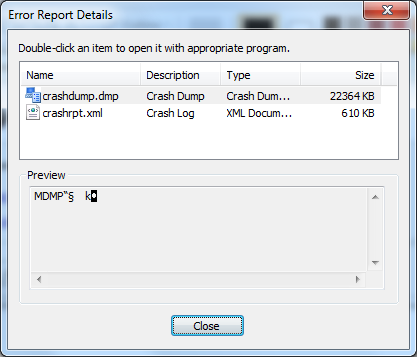 Error Report Details
Double-click an item to open it with appropriate program.
Name Description Type Size
crashdump.dmp Crash Dump Crash Dum... 22364 KB
crashrpt.xml Crash Log XML Docum... 610 KB
Preview
MDMP“§ k
Close